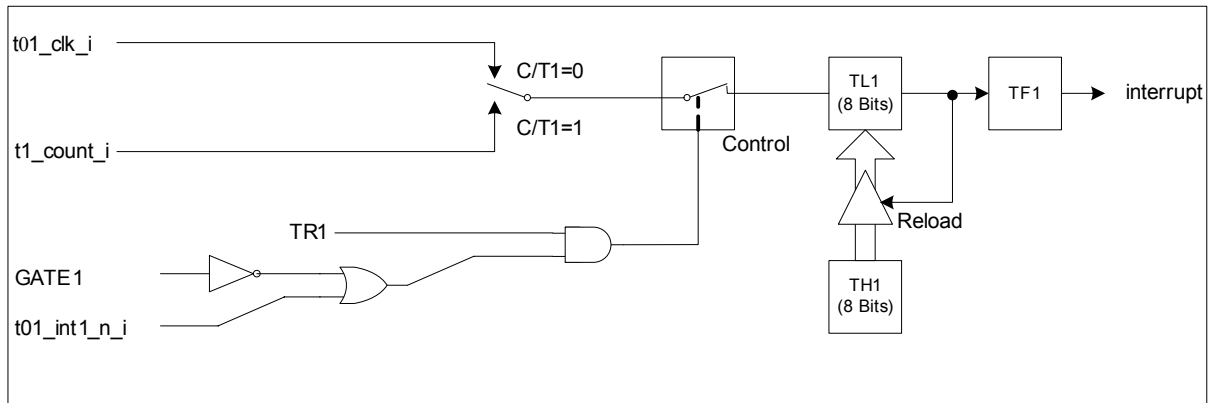 t01_clk_i
C/T1=0
C/T1=1
t1_count_i
Control
TL1
(8 Bits)
TF1
interrupt
Reload
TR1
GATE1
TH1
(8 Bits)
t01_int1_n_i